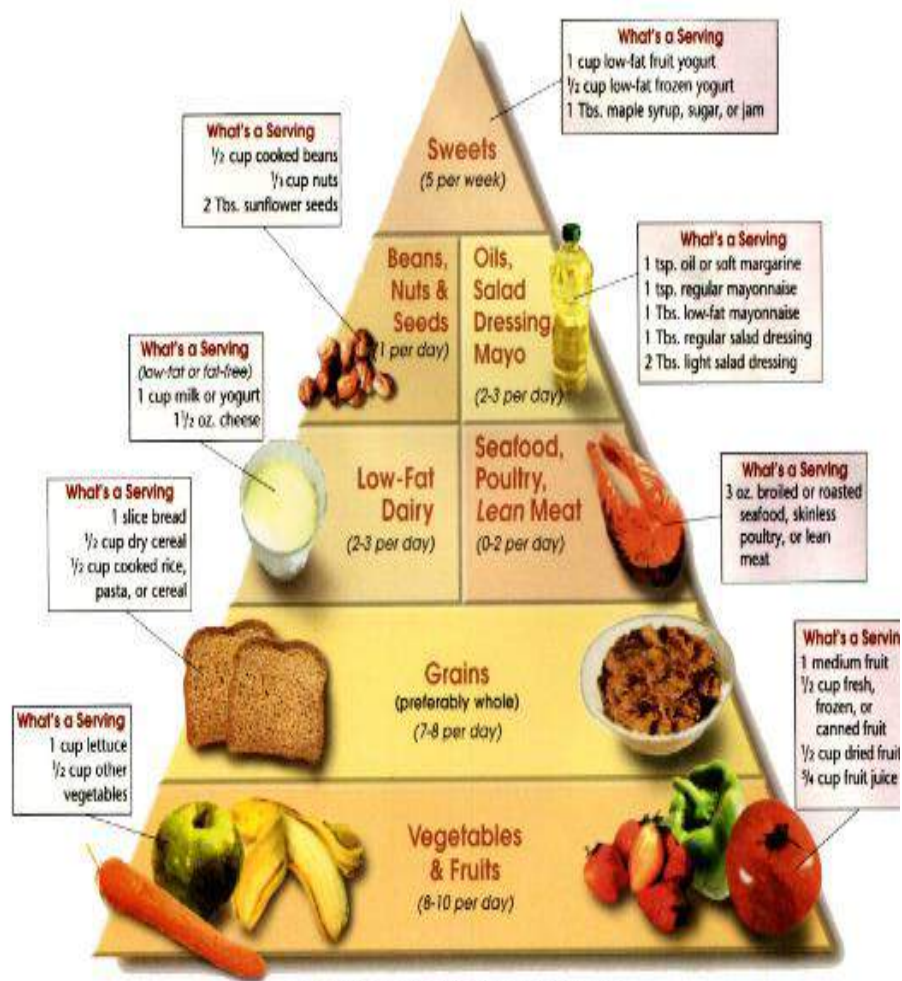 What's a Serving
1 cup low-fat fruit yogurt
½ cup low-fat frozen yogurt
1 Tbs. maple syrup, sugar, or jam
Sweets
(5 per week)
What's a Serving
½ cup cooked beans
⅓ cup nuts
2 Tbs. sunflower seeds
Beans,
Nuts &
Seeds
(1 per day)
Oils,
Salad
Dressing,
Mayo
(2-3 per day)
What's a Serving
1 tsp. oil or soft margarine
1 tsp. regular mayonnaise
1 Tbs. low-fat mayonnaise
1 Tbs. regular salad dressing
2 Tbs. light salad dressing
What's a Serving
(low-fat or fat-free)
1 cup milk or yogurt
1½ oz. cheese
Low-Fat
Dairy
(2-3 per day)
Seafood,
Poultry,
Lean Meat
(0-2 per day)
What's a Serving
3 oz. broiled or roasted
seafood, skinless
poultry, or lean
meat
What's a Serving
1 slice bread
½ cup dry cereal
½ cup cooked rice,
pasta, or cereal
Grains
(preferably whole)
(7-8 per day)
What's a Servin
1 medium fruit
½ cup fresh,
frozen, or
canned fruit
½ cup dried fruit
¾ cup fruit juice
What's a Serving
1 cup lettuce
½ cup other
vegetables
Vegetables
& Fruits
(8-10 per day)